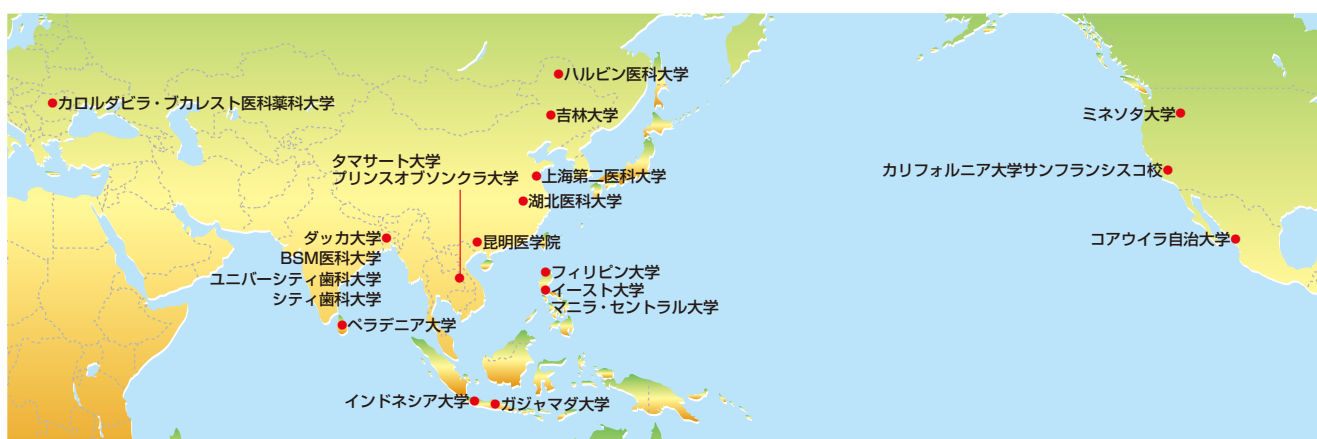 ハルビン医科大学
カロルダビラ・ブカレスト医科薬科大学
吉林大学
ミネソタ大学
タマサート大学
プリンスオブソンクラ大学
上海第二医科大学
カリフォルニア大学サンフランシスコ校
湖北医科大学
ダッカ大学
BSM医科大学
ユニバーシティ歯科大学
シティ歯科大学
昆明医学院
コアウイラ自治大学
フィリピン大学
イースト大学
マニラ・セントラル大学
ペラデニア大学
インドネシア大学
ガジャマダ大学